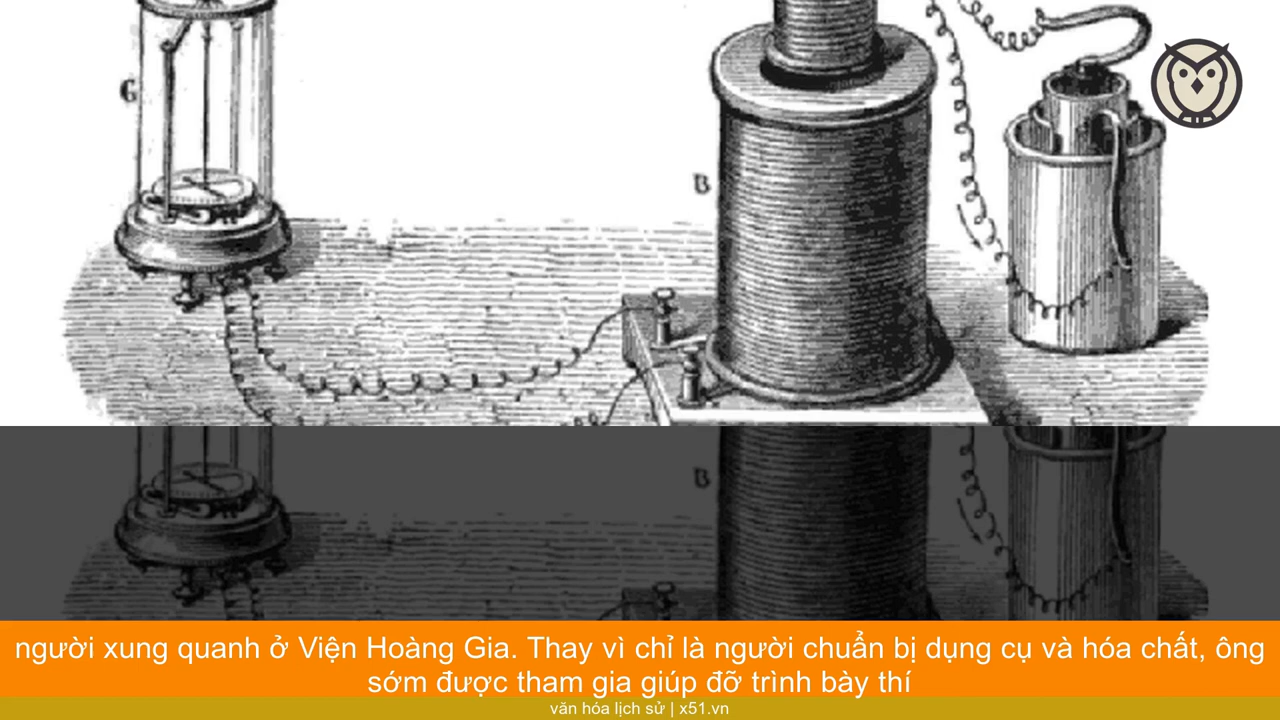 G
B
B
người xung quanh ở Viện Hoàng Gia. Thay vì chỉ là người chuẩn bị dụng cụ và hóa chất, ông
sớm được tham gia giúp đỡ trình bày thí
văn hóa lịch sử | x51.vn